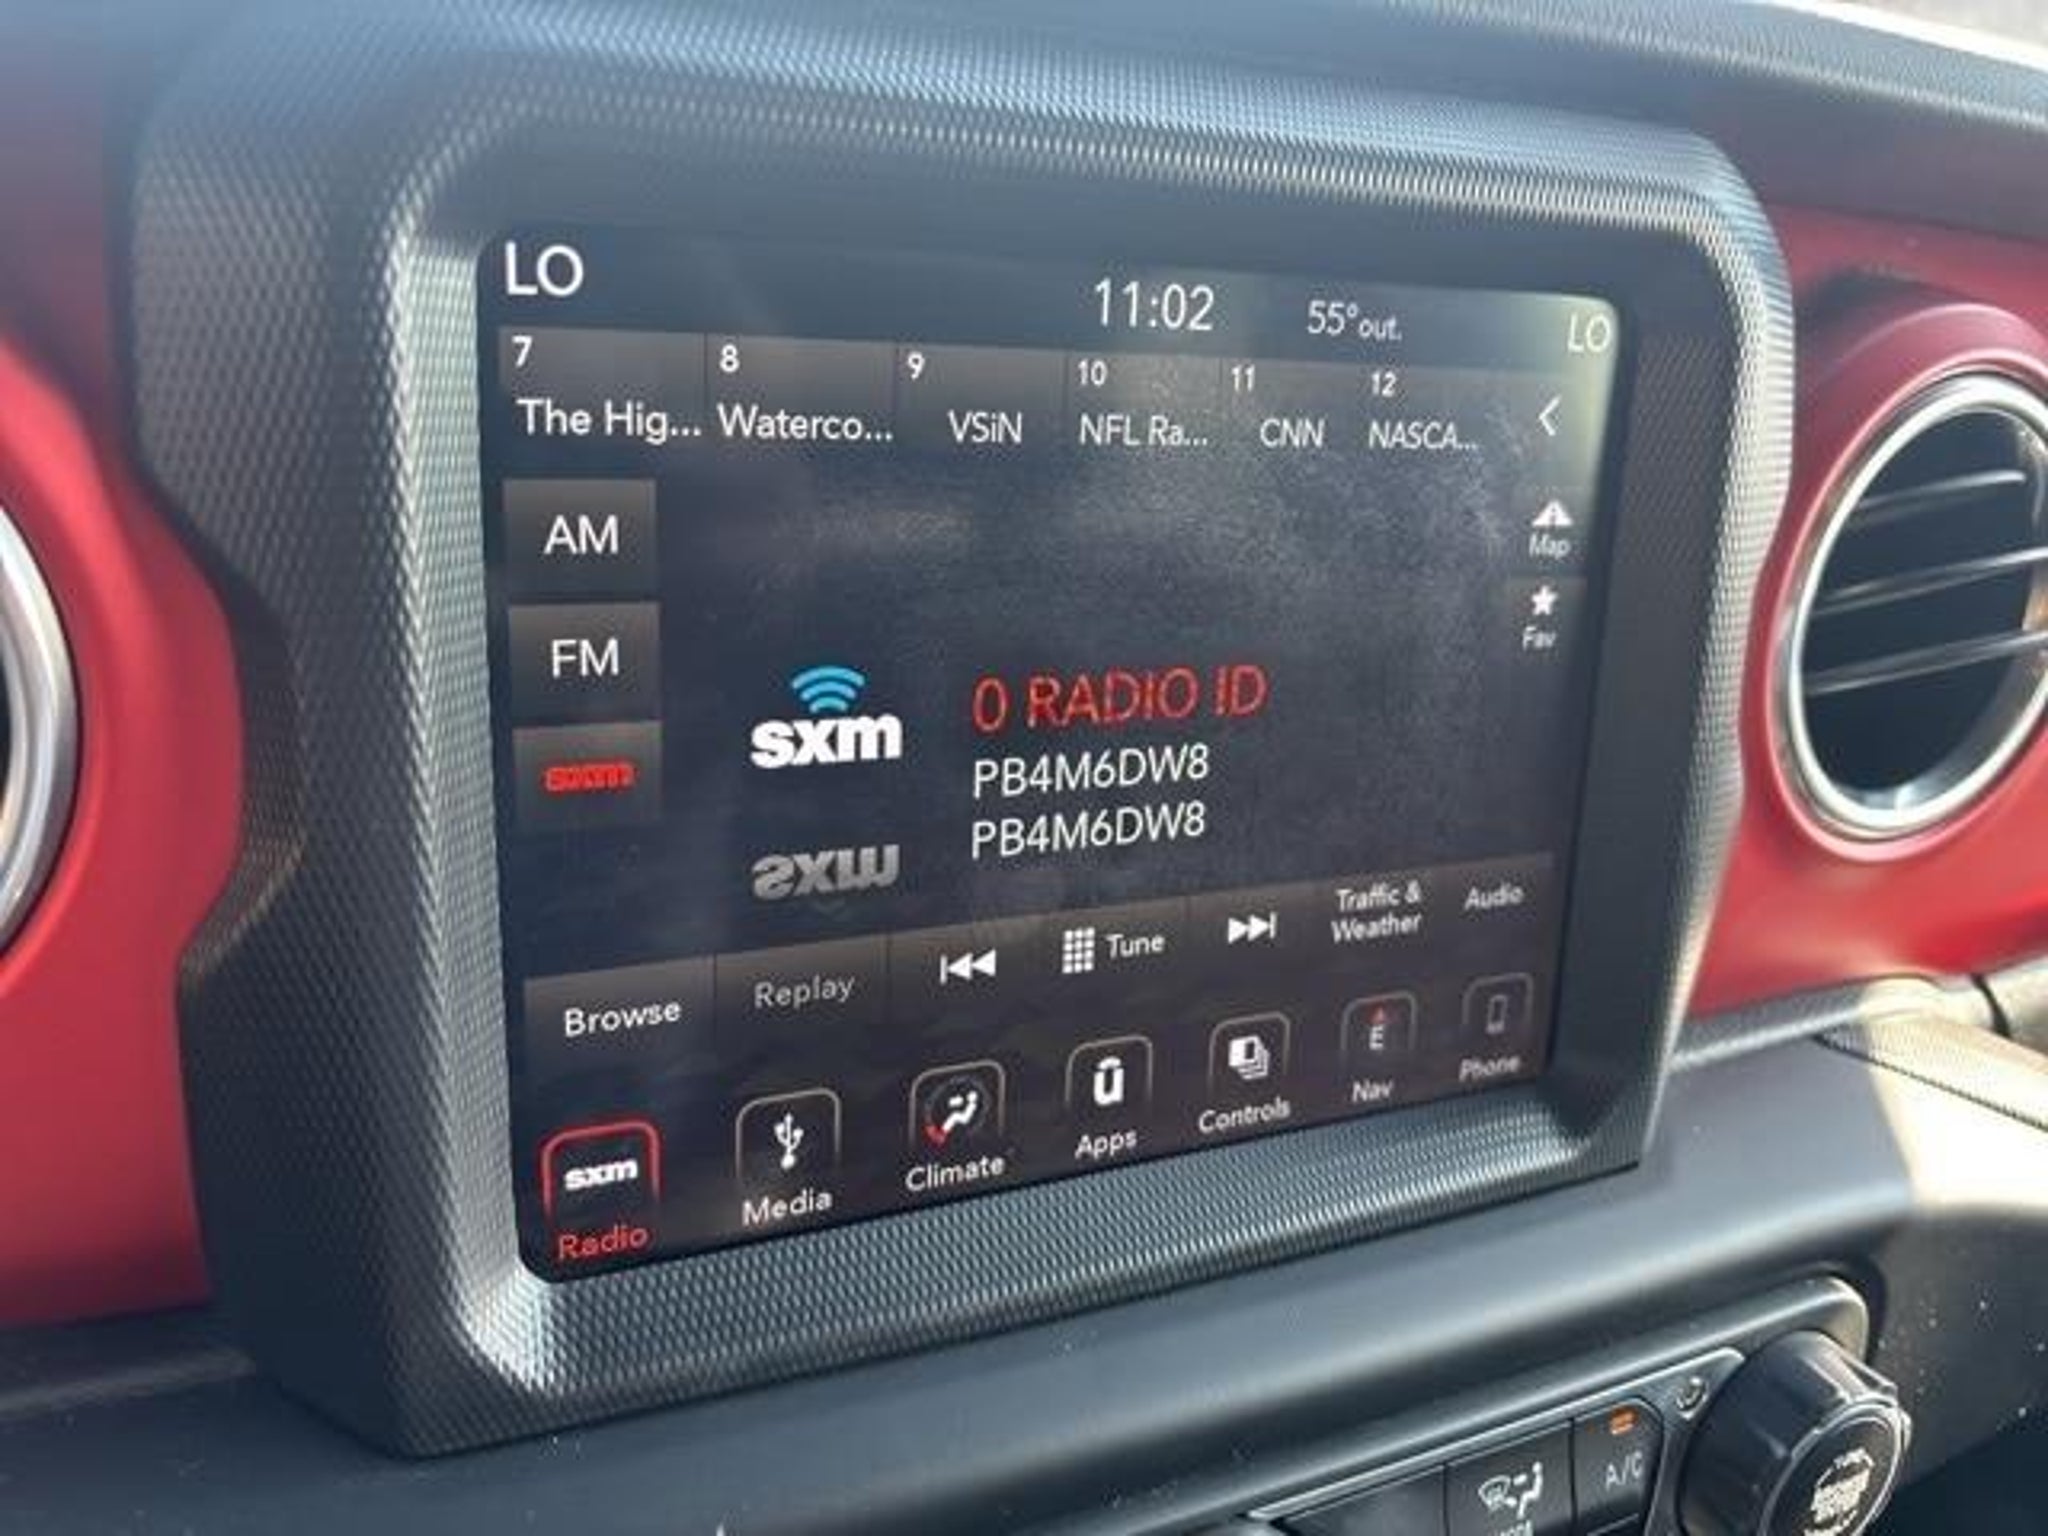 LO
11:02
55°out.
LO
7
The Hig...
8
Waterco...
9
VSiN
10
NFL Ra...
11
CNN
12
NASCA...
AM
FM
sxm
Map
Fav
sxm
0 RADIO ID
PB4M6DW8
PB4M6DW8
sxm
Browse
Replay
Tune
Traffic &
Weather
Audio
sxm
Radio
Media
Climate
Apps
Controls
E
Nav
Phone
A/C